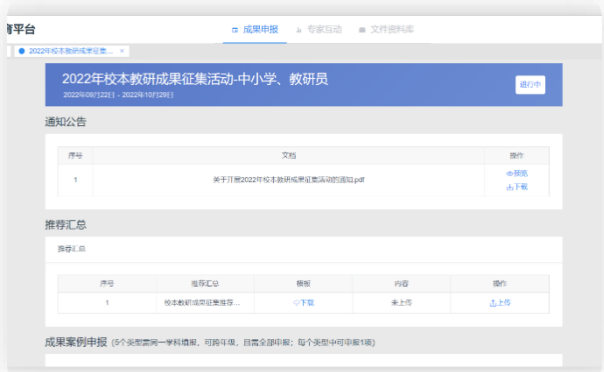 育平台
成果申报 专家互动 文件资料库
2022年校本教研成果征集... ×
2022年校本教研成果征集活动-中小学、教研员
2022年09月22日 - 2022年10月29日
进行中
通知公告
序号 文档 操作
1 关于开展2022年校本教研成果征集活动的通知.pdf 预览
下载
推荐汇总
推荐汇总
序号 推荐汇总 模板 内容 操作
1 校本教研成果征集推荐... 下载 未上传 上传
成果案例申报 (5个类型需同一学科填报，可跨年级，且需全部申报；每个类型中可申报1项)